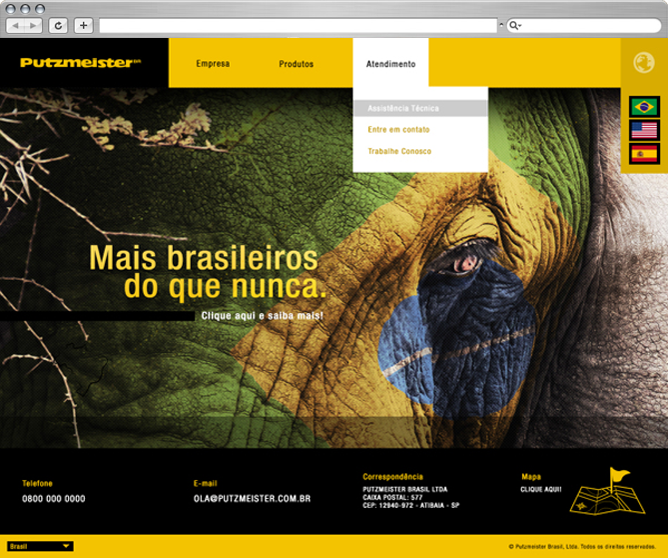 Putzmeister BR
Empresa
Produtos
Atendimento
Assistência Técnica
Entre em contato
Trabalhe Conosco
Mais brasileiros
do que nunca.
Clique aqui e saiba mais!
Telefone
0800 000 0000
E-mail
OLA@PUTZMEISTER.COM.BR
Correspondência
PUTZMEISTER BRASIL LTDA
CAIXA POSTAL: 577
CEP: 12940-972 - ATIBAIA - SP
Mapa
CLIQUE AQUI!
Brasil
© Putzmeister Brasil, Ltda. Todos os direitos reservados.